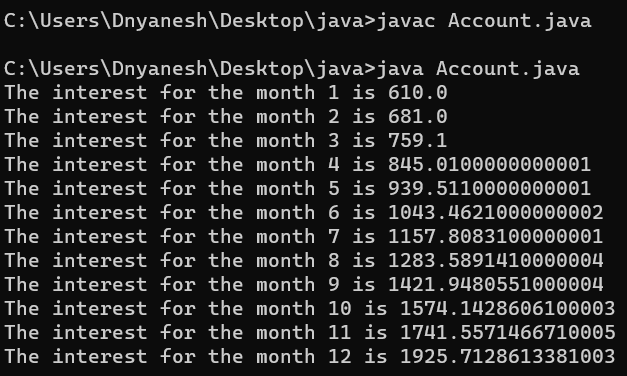 C:\Users\Dnyanesh\Desktop\java>javac Account.java
C:\Users\Dnyanesh\Desktop\java>java Account.java
The interest for the month 1 is 610.0
The interest for the month 2 is 681.0
The interest for the month 3 is 759.1
The interest for the month 4 is 845.0100000000001
The interest for the month 5 is 939.5110000000001
The interest for the month 6 is 1043.4621000000002
The interest for the month 7 is 1157.8083100000001
The interest for the month 8 is 1283.5891410000004
The interest for the month 9 is 1421.9480551000004
The interest for the month 10 is 1574.1428606100003
The interest for the month 11 is 1741.5571466710005
The interest for the month 12 is 1925.7128613381003